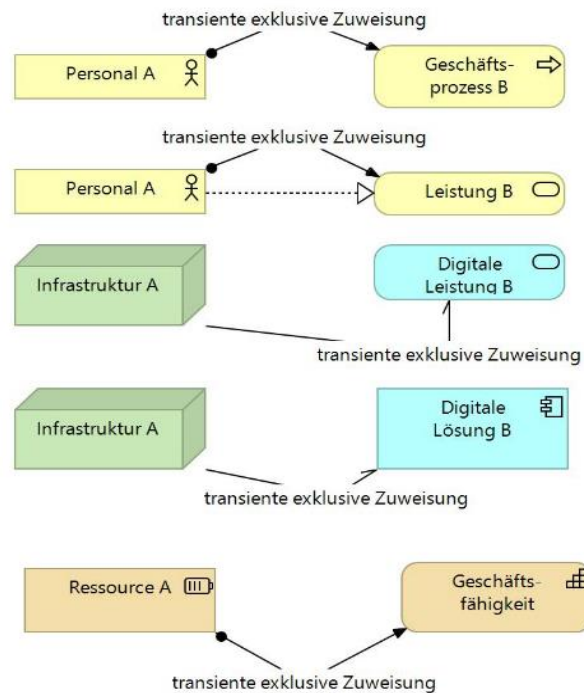 transiente exklusive Zuweisung
Personal A
Geschäfts-
prozess B
transiente exklusive Zuweisung
Personal A
Leistung B
Infrastruktur A
Digitale
Leistung B
transiente exklusive Zuweisung
Infrastruktur A
Digitale
Lösung B
transiente exklusive Zuweisung
Ressource A
Geschäfts-
fähigkeit
transiente exklusive Zuweisung